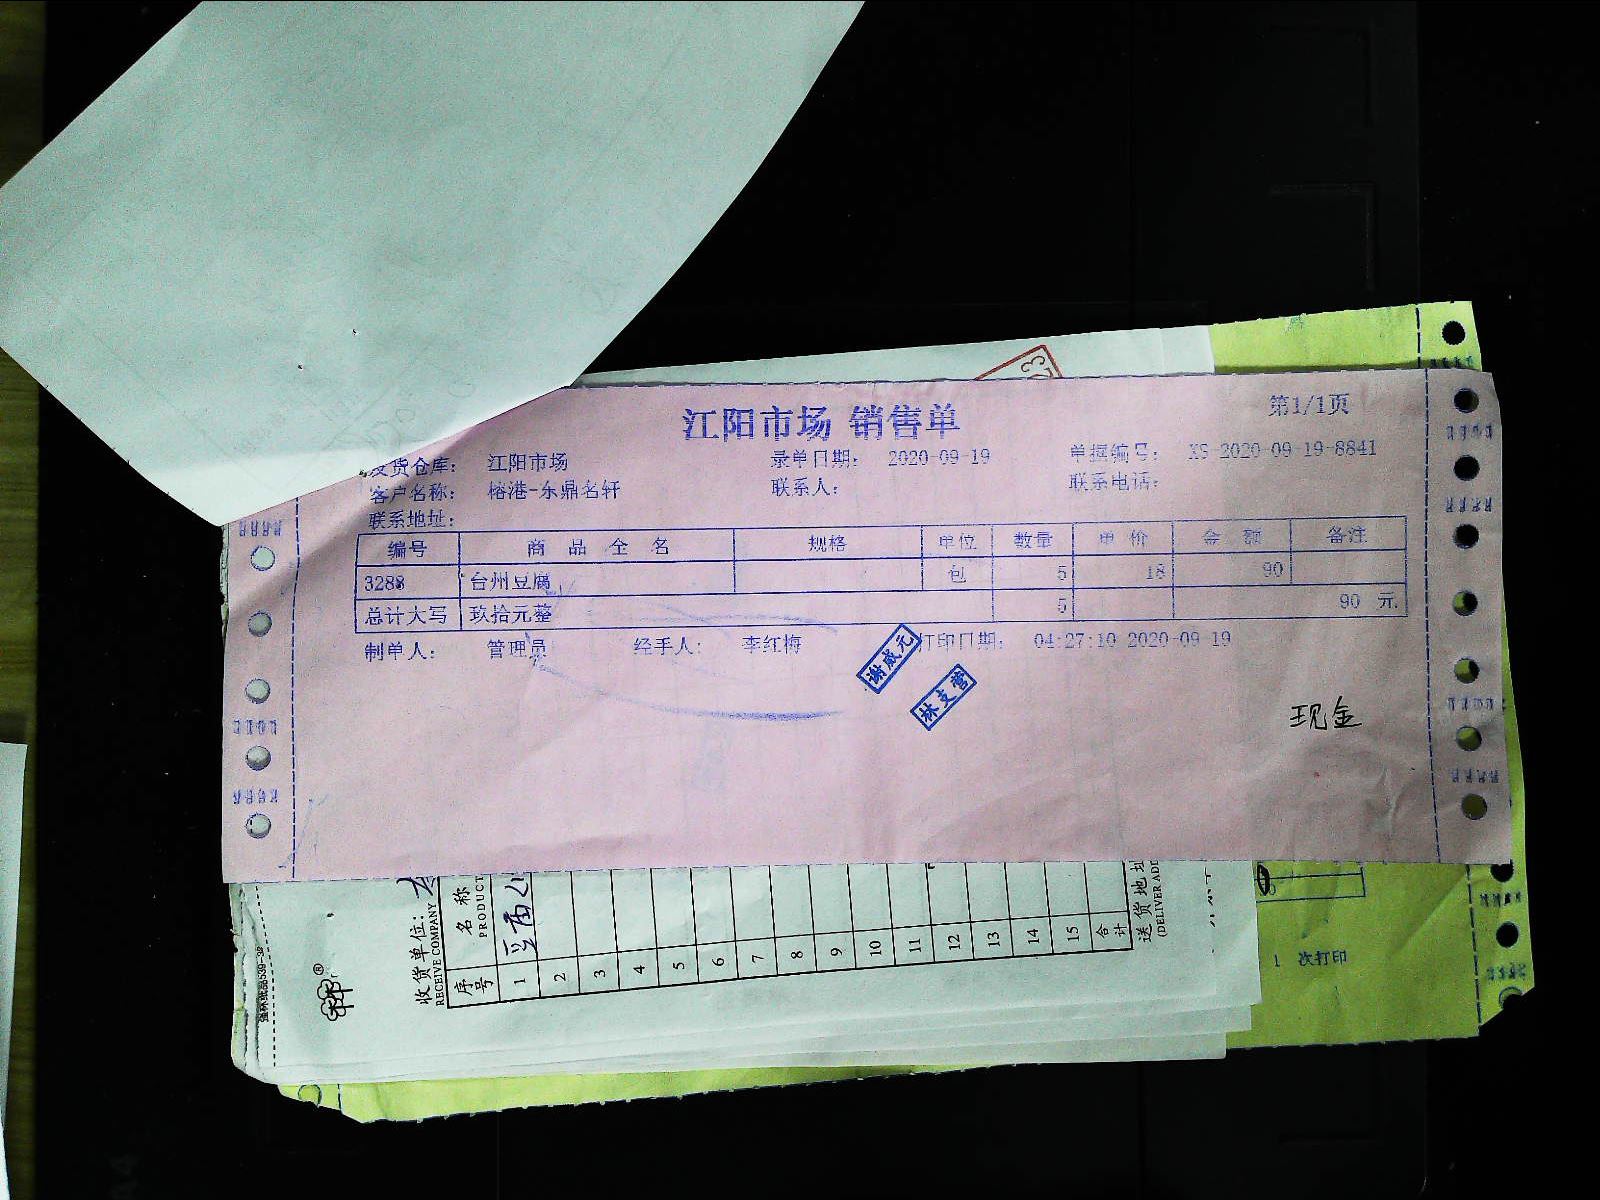 江阳市场 销售单
第1/1页
发货仓库: 江阳市场 录单日期: 2020-09-19 单据编号: XS-2020-09-19-8841
客户名称: 榕港-东鼎名轩 联系人: 联系电话:
联系地址:
编号 商品全名 规格 单位 数量 单价 金额 备注
3288 台州豆腐 包 5 18 90
总计大写 玖拾元整 5 90 元
制单人: 管理员 经手人: 李红梅 打印日期: 04:27:10 2020-09-19
谢威元
林支营
现金
23
收货单位:
RECEIVE COMPANY
序号 名称
PRODUCT
1
2
3
4
5
6
7
8
9
10
11
12
13
14
15
合计
送货地址
(DELIVER ADD
1 次打印